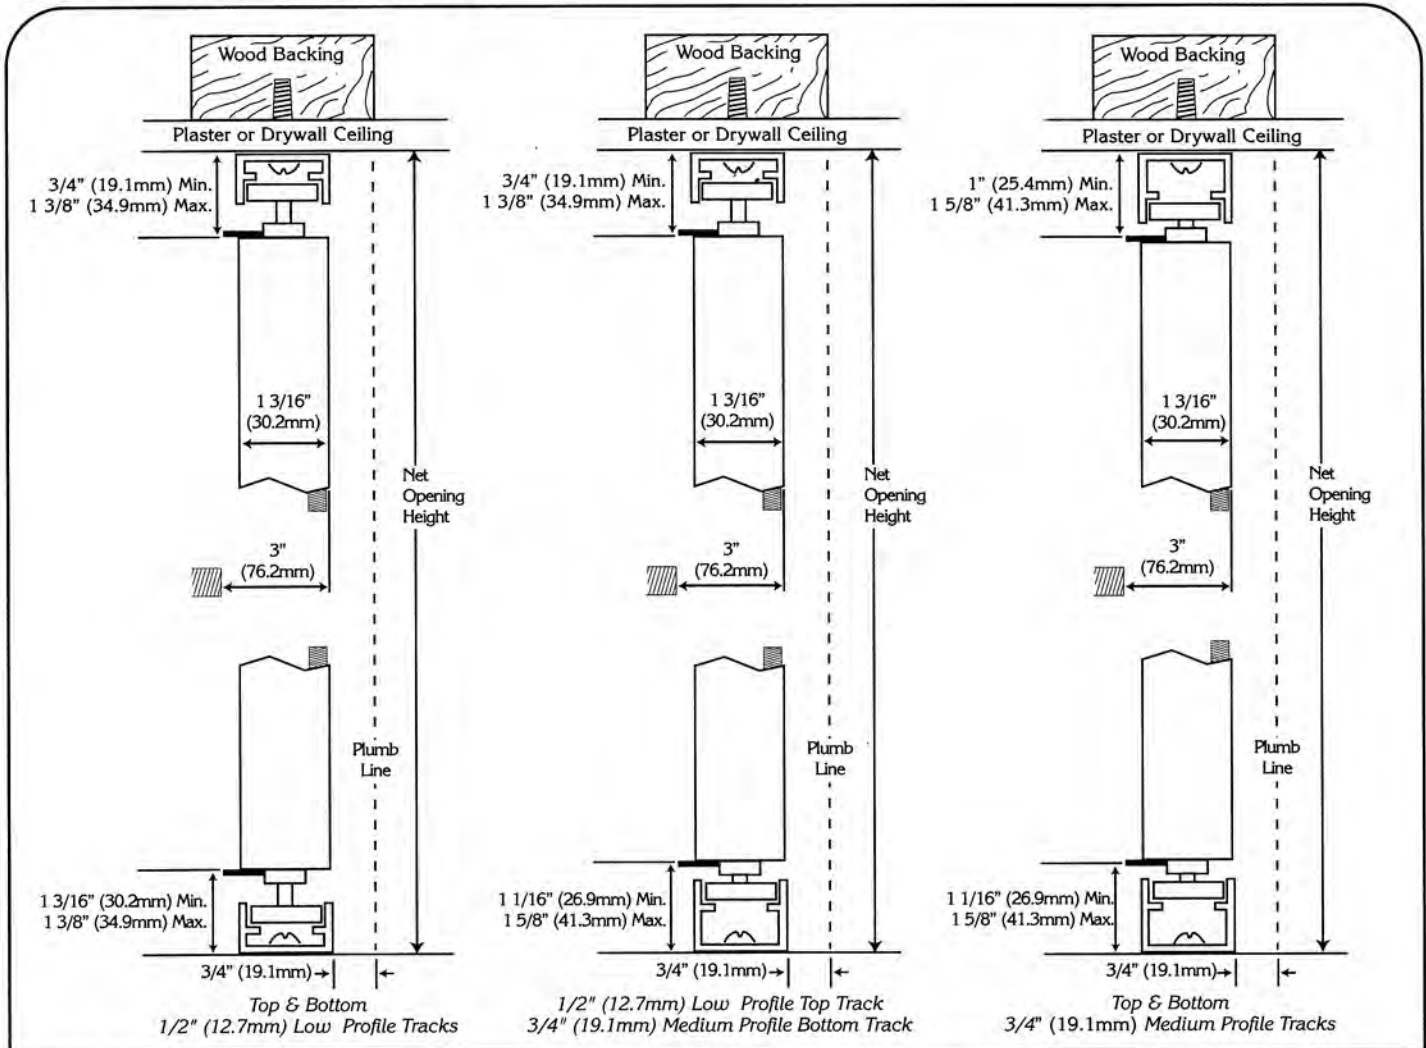 Wood Backing
Plaster or Drywall Ceiling
3/4" (19.1mm) Min.
1 3/8" (34.9mm) Max.
1 3/16"
(30.2mm)
Net
Opening
Height
3"
(76.2mm)
Plumb
Line
1 3/16" (30.2mm) Min.
1 3/8" (34.9mm) Max.
3/4" (19.1mm)
Top & Bottom
1/2" (12.7mm) Low Profile Tracks
Wood Backing
Plaster or Drywall Ceiling
3/4" (19.1mm) Min.
1 3/8" (34.9mm) Max.
1 3/16"
(30.2mm)
Net
Opening
Height
3"
(76.2mm)
Plumb
Line
1 1/16" (26.9mm) Min.
1 5/8" (41.3mm) Max.
3/4" (19.1mm)
1/2" (12.7mm) Low Profile Top Track
3/4" (19.1mm) Medium Profile Bottom Track
Wood Backing
Plaster or Drywall Ceiling
1" (25.4mm) Min.
1 5/8" (41.3mm) Max.
1 3/16"
(30.2mm)
Net
Opening
Height
3"
(76.2mm)
Plumb
Line
1 1/16" (26.9mm) Min.
1 5/8" (41.3mm) Max.
3/4" (19.1mm)
Top & Bottom
3/4" (19.1mm) Medium Profile Tracks